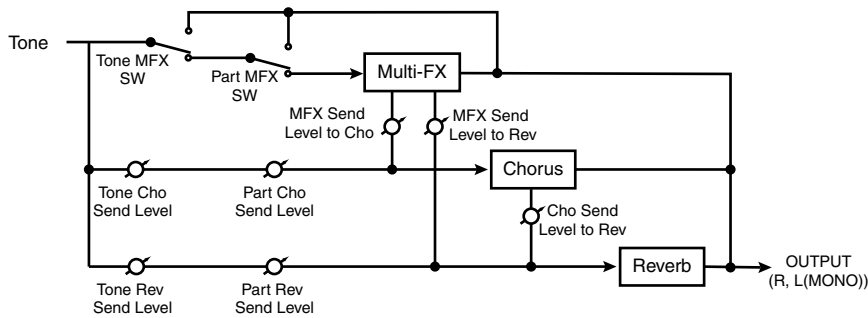 Tone
Tone MFX
SW
Part MFX
SW
Multi-FX
MFX Send
Level to Cho
MFX Send
Level to Rev
Tone Cho
Send Level
Part Cho
Send Level
Chorus
Cho Send
Level to Rev
Tone Rev
Send Level
Part Rev
Send Level
Reverb
OUTPUT
(R, L(MONO))